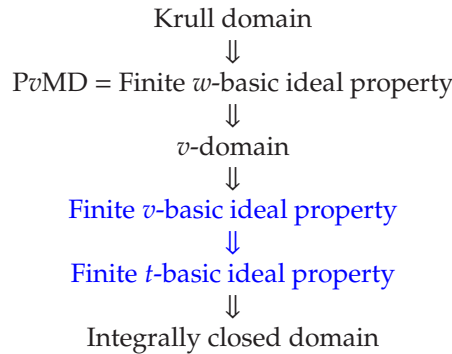 Krull domain
⇓
PvMD = Finite w-basic ideal property
⇓
v-domain
⇓
Finite v-basic ideal property
⇓
Finite t-basic ideal property
⇓
Integrally closed domain